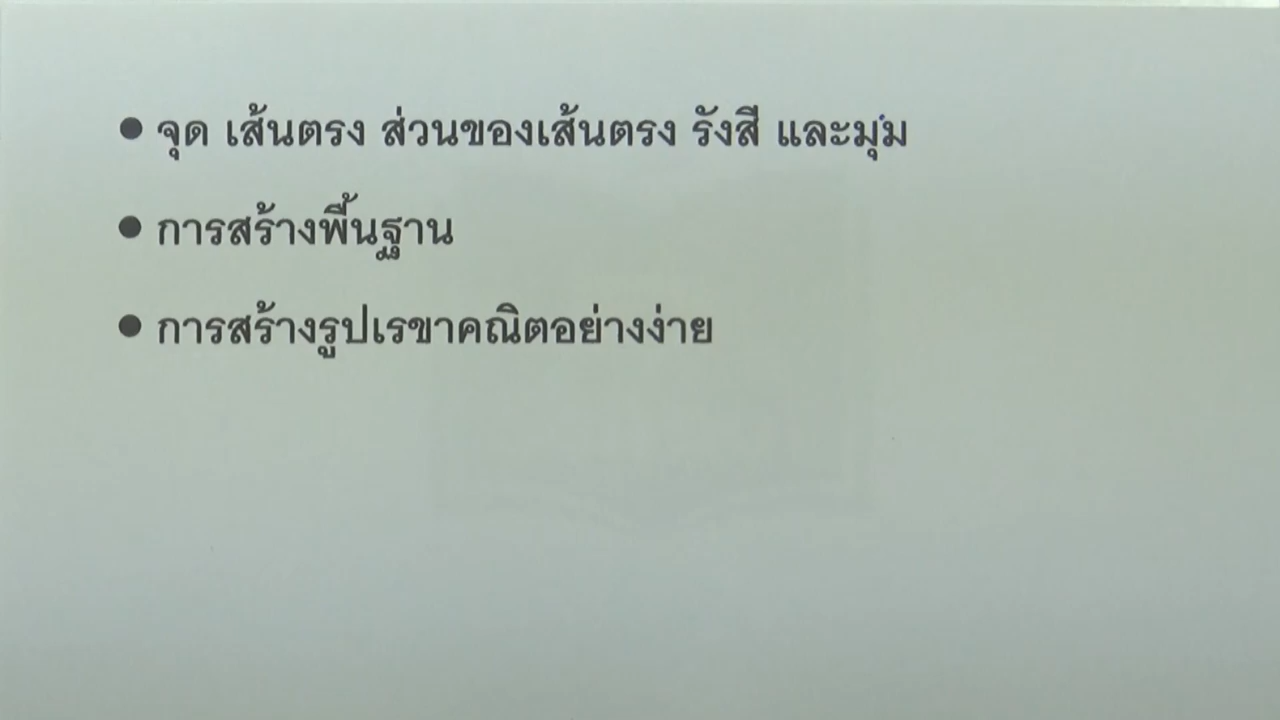 ● จุด เส้นตรง ส่วนของเส้นตรง รังสี และมุม
● การสร้างพื้นฐาน
● การสร้างรูปเรขาคณิตอย่างง่าย